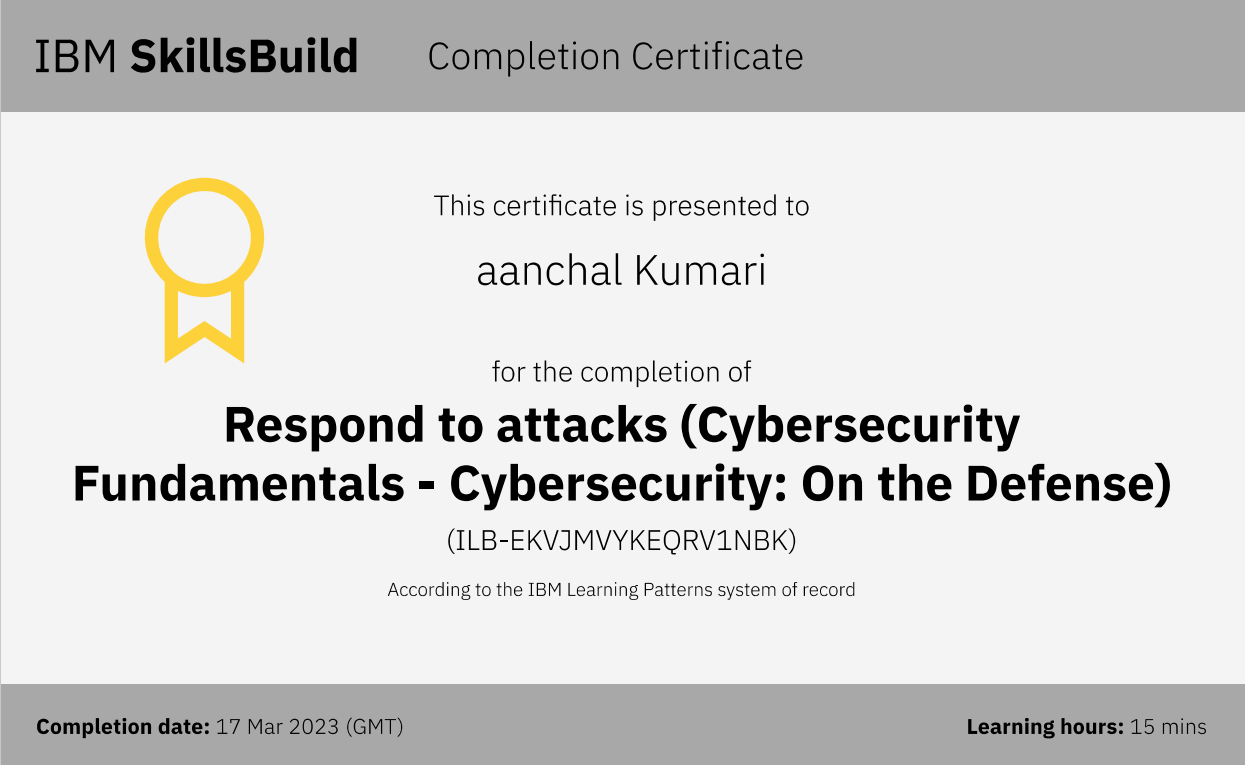 IBM SkillsBuild Completion Certificate
This certificate is presented to
aanchal Kumari
for the completion of
Respond to attacks (Cybersecurity
Fundamentals - Cybersecurity: On the Defense)
(ILB-EKVJMVYKEQRV1NBK)
According to the IBM Learning Patterns system of record
Completion date: 17 Mar 2023 (GMT) Learning hours: 15 mins